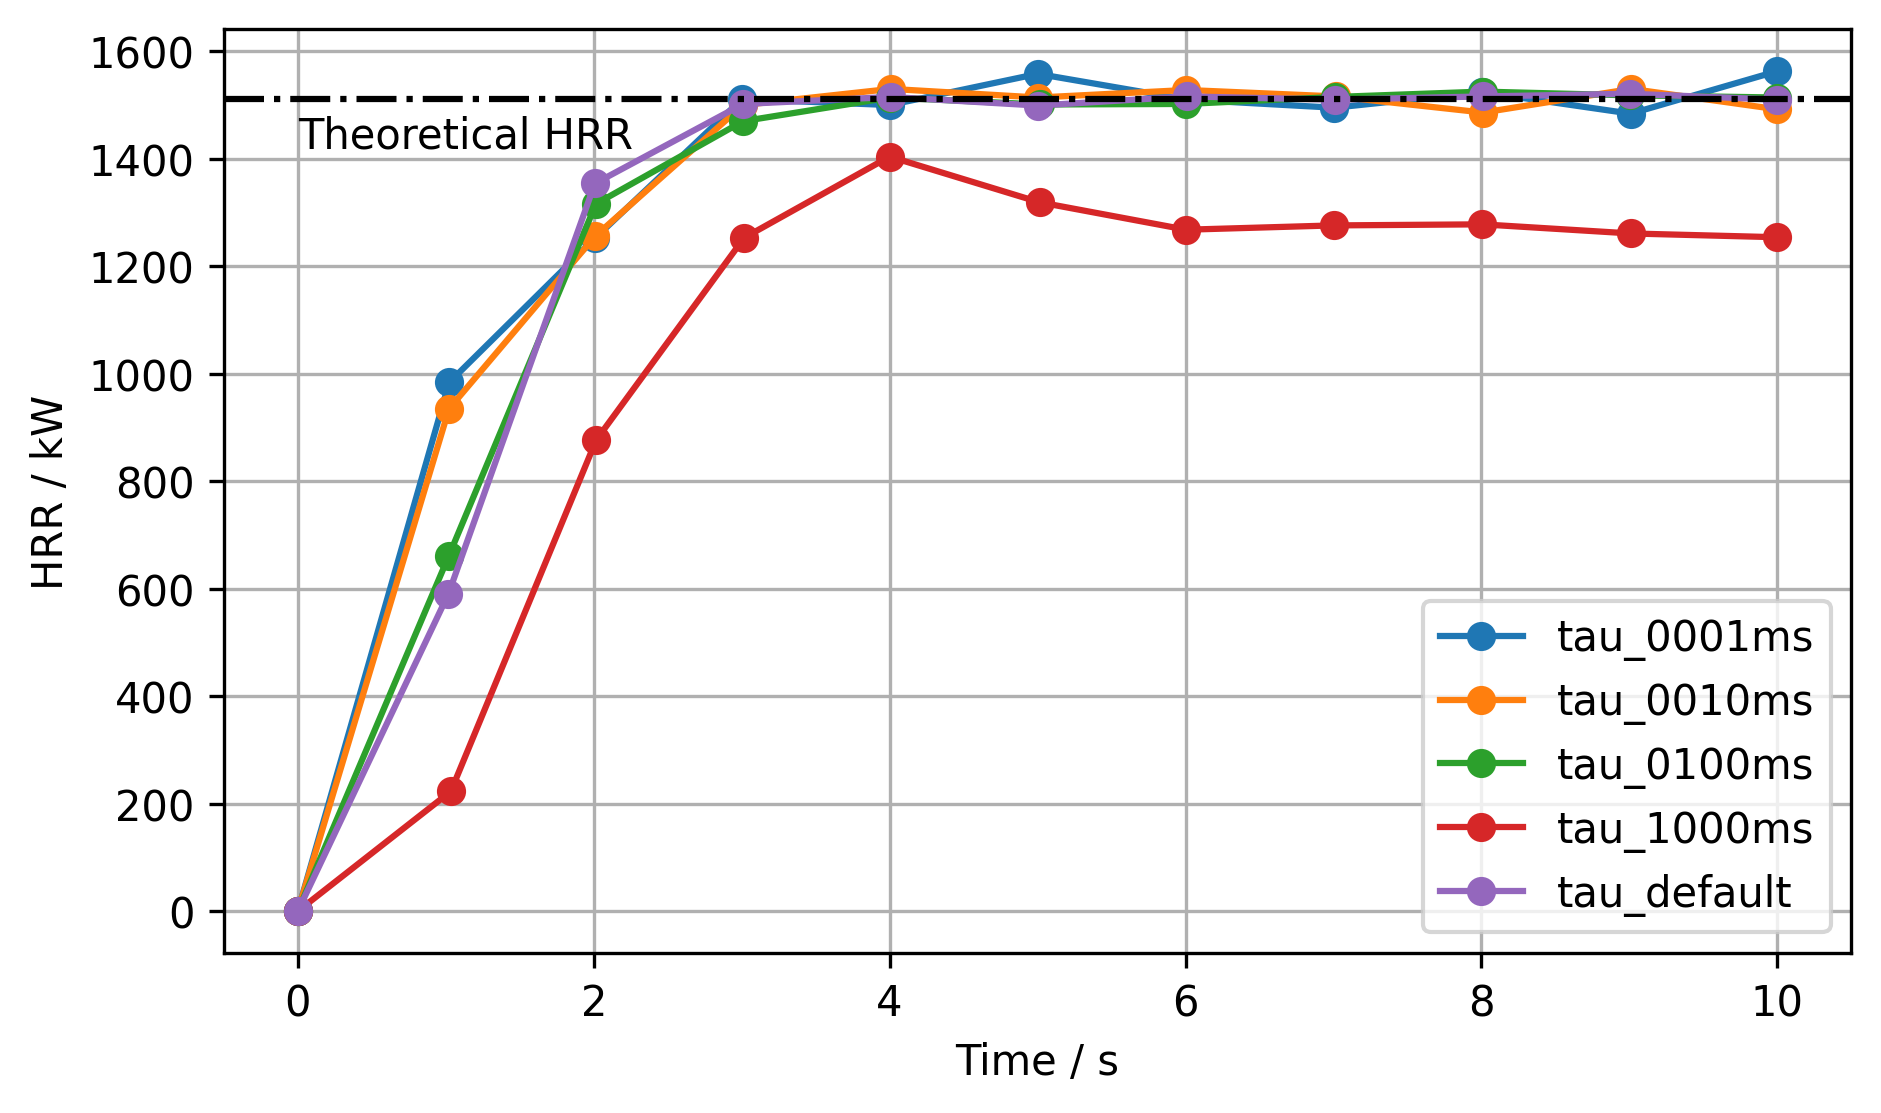 1600
1400
1200
1000
800
600
400
200
0
HRR / kW
Theoretical HRR
tau_0001ms
tau_0010ms
tau_0100ms
tau_1000ms
tau_default
0 2 4 6 8 10
Time / s